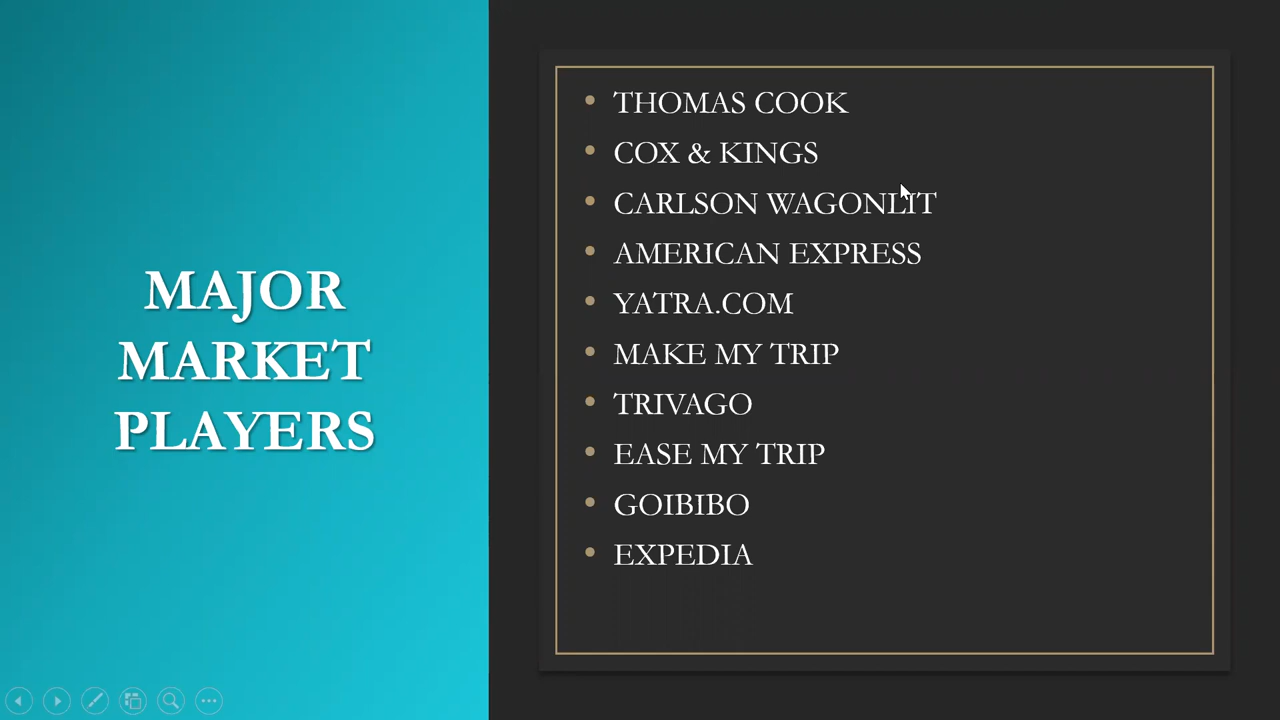 MAJOR
MARKET
PLAYERS
• THOMAS COOK
• COX & KINGS
• CARLSON WAGONLIT
• AMERICAN EXPRESS
• YATRA.COM
• MAKE MY TRIP
• TRIVAGO
• EASE MY TRIP
• GOIBIBO
• EXPEDIA